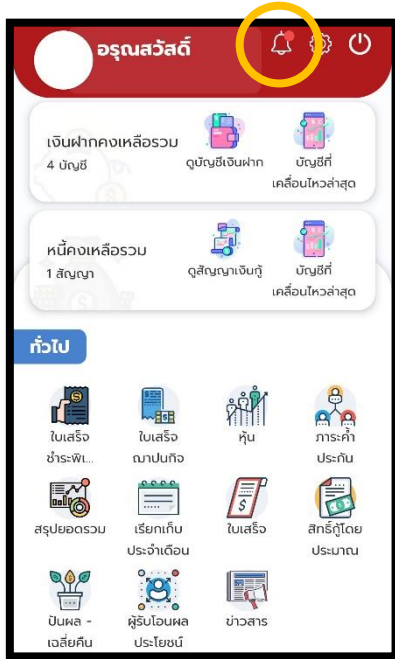 อรุณสวัสดิ์
เงินฝากคงเหลือรวม
4 บัญชี
ดูบัญชีเงินฝาก
บัญชีที่
เคลื่อนไหวล่าสุด
หนี้คงเหลือรวม
1 สัญญา
ดูสัญญาเงินกู้
บัญชีที่
เคลื่อนไหวล่าสุด
ทั่วไป
ใบเสร็จ
ชำระพิเ...
ใบเสร็จ
ฌาปนกิจ
หุ้น
ภาระค้ำ
ประกัน
สรุปยอดรวม
เรียกเก็บ
ประจำเดือน
ใบเสร็จ
สิทธิ์กู้โดย
ประมาณ
ปันผล -
เฉลี่ยคืน
ผู้รับโอนผล
ประโยชน์
ข่าวสาร